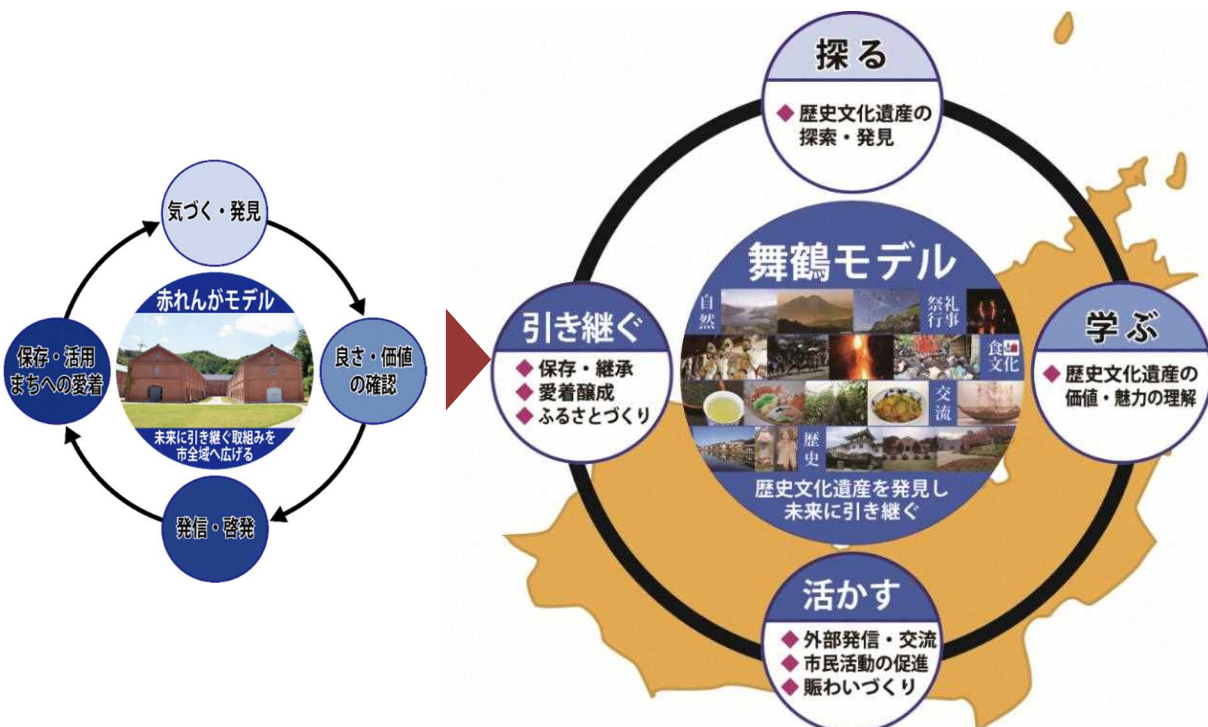 気づく・発見
赤れんがモデル
未来に引き継ぐ取組みを
市全域へ広げる
良さ・価値
の確認
発信・啓発
保存・活用
まちへの愛着
探る
◆ 歴史文化遺産の
探索・発見
舞鶴モデル
自然
祭礼
行事
食
文化
交流
歴史
歴史文化遺産を発見し
未来に引き継ぐ
学ぶ
◆ 歴史文化遺産の
価値・魅力の理解
活かす
◆ 外部発信・交流
◆ 市民活動の促進
◆ 賑わいづくり
引き継ぐ
◆ 保存・継承
◆ 愛着醸成
◆ ふるさとづくり